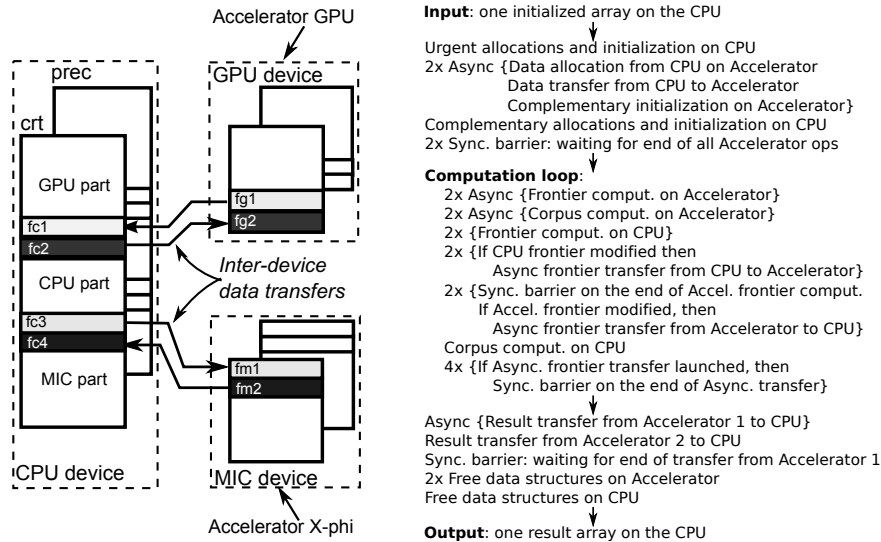 Accelerator GPU
prec
GPU device
crt
GPU part
fg1
fc1
fg2
fc2
Inter-device
data transfers
CPU part
fc3
fc4
fm1
MIC part
fm2
CPU device
MIC device
Accelerator X-phi
Input: one initialized array on the CPU
Urgent allocations and initialization on CPU
2x Async {Data allocation from CPU on Accelerator
Data transfer from CPU to Accelerator
Complementary initialization on Accelerator}
Complementary allocations and initialization on CPU
2x Sync. barrier: waiting for end of all Accelerator ops
Computation loop:
2x Async {Frontier comput. on Accelerator}
2x Async {Corpus comput. on Accelerator}
2x {Frontier comput. on CPU}
2x {If CPU frontier modified then
Async frontier transfer from CPU to Accelerator}
2x {Sync. barrier on the end of Accel. frontier comput.
If Accel. frontier modified, then
Async frontier transfer from Accelerator to CPU}
Corpus comput. on CPU
4x {If Async. frontier transfer launched, then
Sync. barrier on the end of Async. transfer}
Async {Result transfer from Accelerator 1 to CPU}
Result transfer from Accelerator 2 to CPU
Sync. barrier: waiting for end of transfer from Accelerator 1
2x Free data structures on Accelerator
Free data structures on CPU
Output: one result array on the CPU